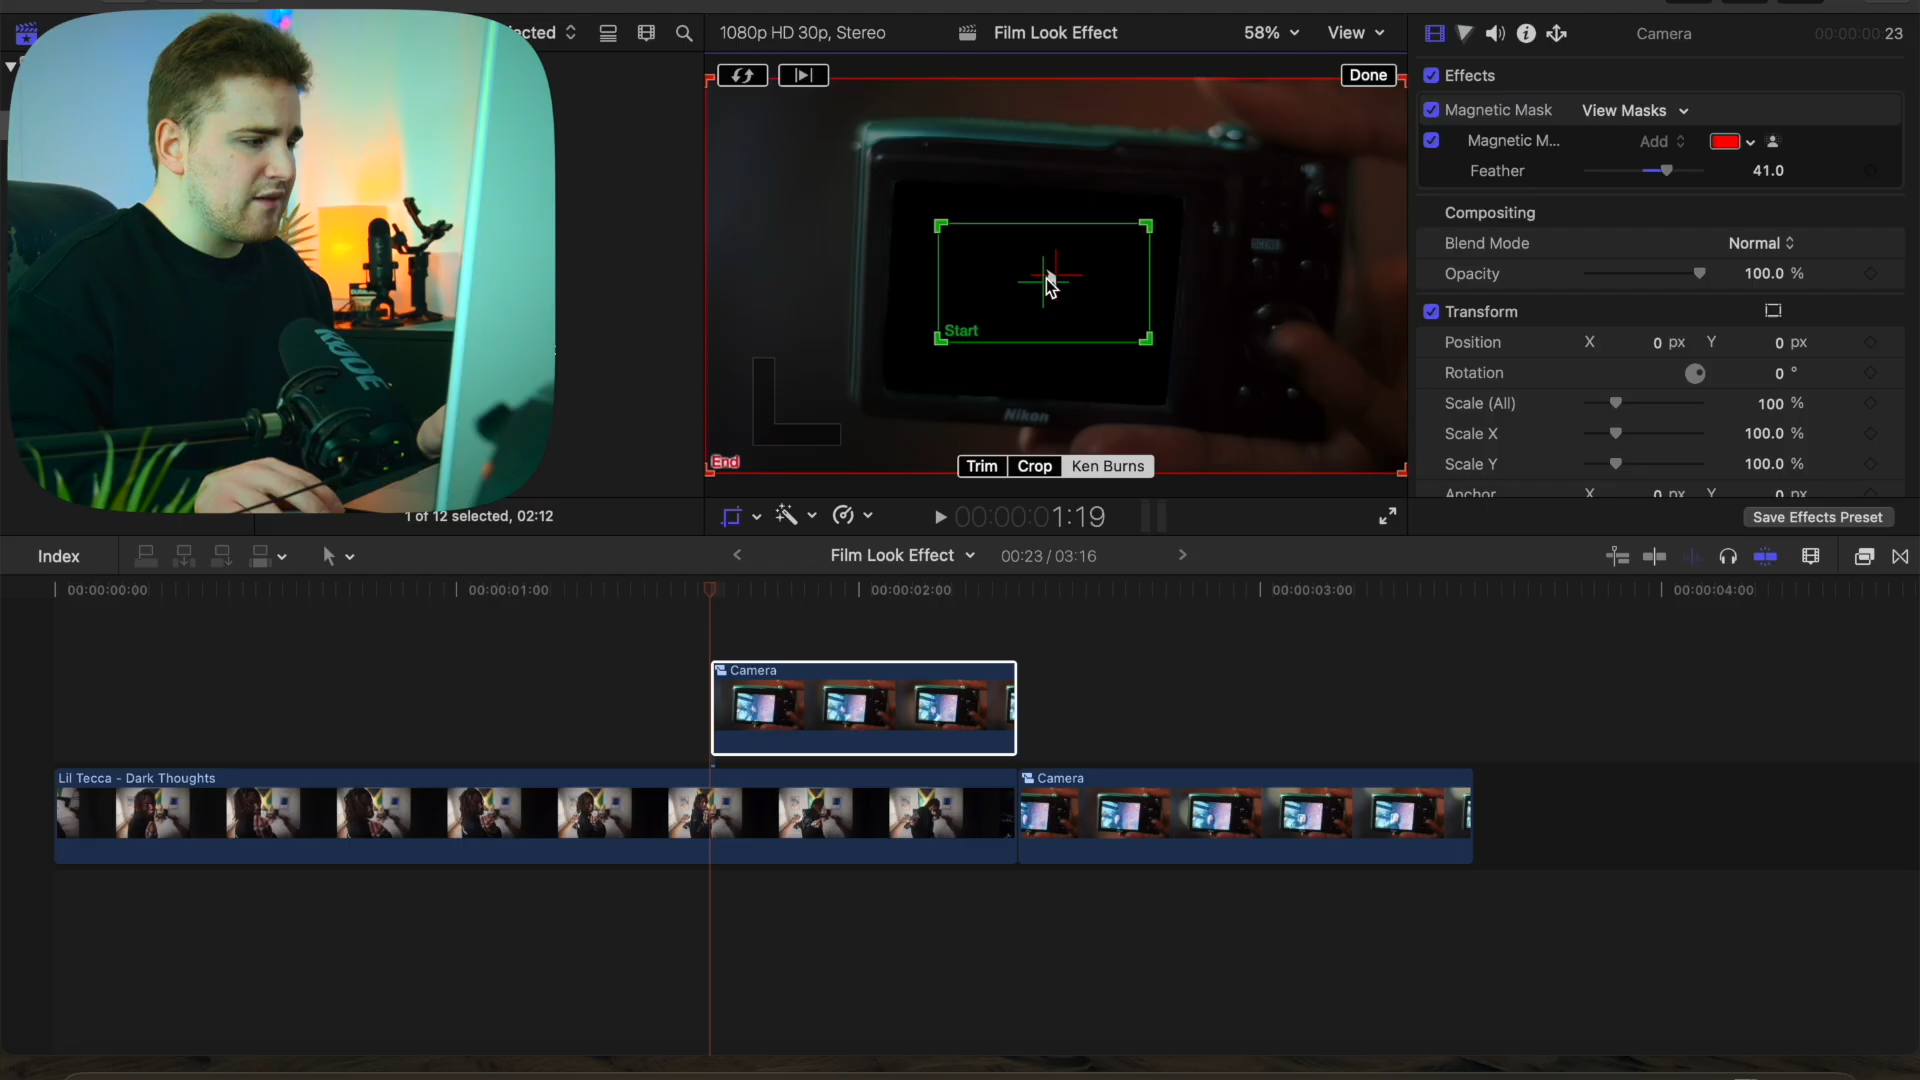 ected
1080p HD 30p, Stereo
Film Look Effect
58%
View
Camera
00:00:00:23
Done
Effects
Magnetic Mask
View Masks
Magnetic M...
Add
Feather
41.0
Compositing
Blend Mode
Normal
Opacity
100.0 %
Transform
Position
X
0 px
Y
0 px
Rotation
0 °
Scale (All)
100 %
Scale X
100.0 %
Scale Y
100.0 %
Anchor
X
0 px
Y
0 px
Start
SCENE
Nikon
End
Trim
Crop
Ken Burns
RODE
1 of 12 selected, 02:12
00:00:01:19
Save Effects Preset
Index
Film Look Effect
00:23 / 03:16
00:00:00:00
00:00:01:00
00:00:02:00
00:00:03:00
00:00:04:00
Camera
Lil Tecca - Dark Thoughts
Camera